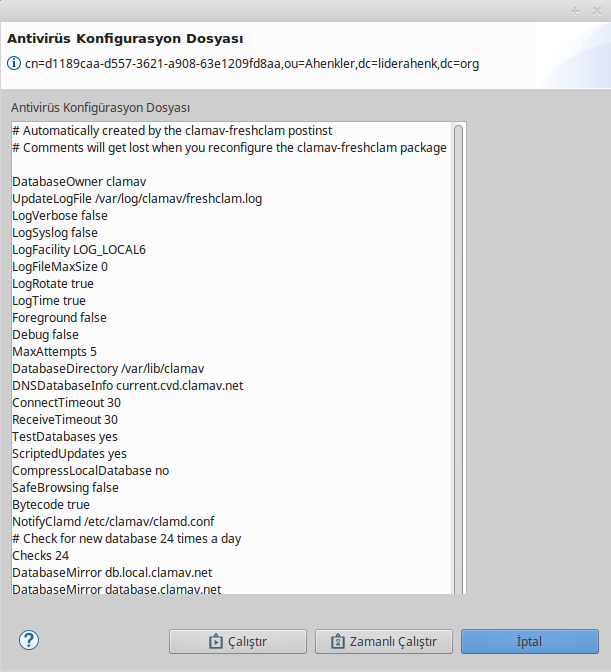 Antivirüs Konfigurasyon Dosyası
cn=d1189caa-d557-3621-a908-63e1209fd8aa,ou=Ahenkler,dc=liderahenk,dc=org
Antivirüs Konfigürasyon Dosyası
# Automatically created by the clamav-freshclam postinst
# Comments will get lost when you reconfigure the clamav-freshclam package
DatabaseOwner clamav
UpdateLogFile /var/log/clamav/freshclam.log
LogVerbose false
LogSyslog false
LogFacility LOG_LOCAL6
LogFileMaxSize 0
LogRotate true
LogTime true
Foreground false
Debug false
MaxAttempts 5
DatabaseDirectory /var/lib/clamav
DNSDatabaseInfo current.cvd.clamav.net
ConnectTimeout 30
ReceiveTimeout 30
TestDatabases yes
ScriptedUpdates yes
CompressLocalDatabase no
SafeBrowsing false
Bytecode true
NotifyClamd /etc/clamav/clamd.conf
# Check for new database 24 times a day
Checks 24
DatabaseMirror db.local.clamav.net
DatabaseMirror database.clamav.net
? Çalıştır Zamanlı Çalıştır İptal